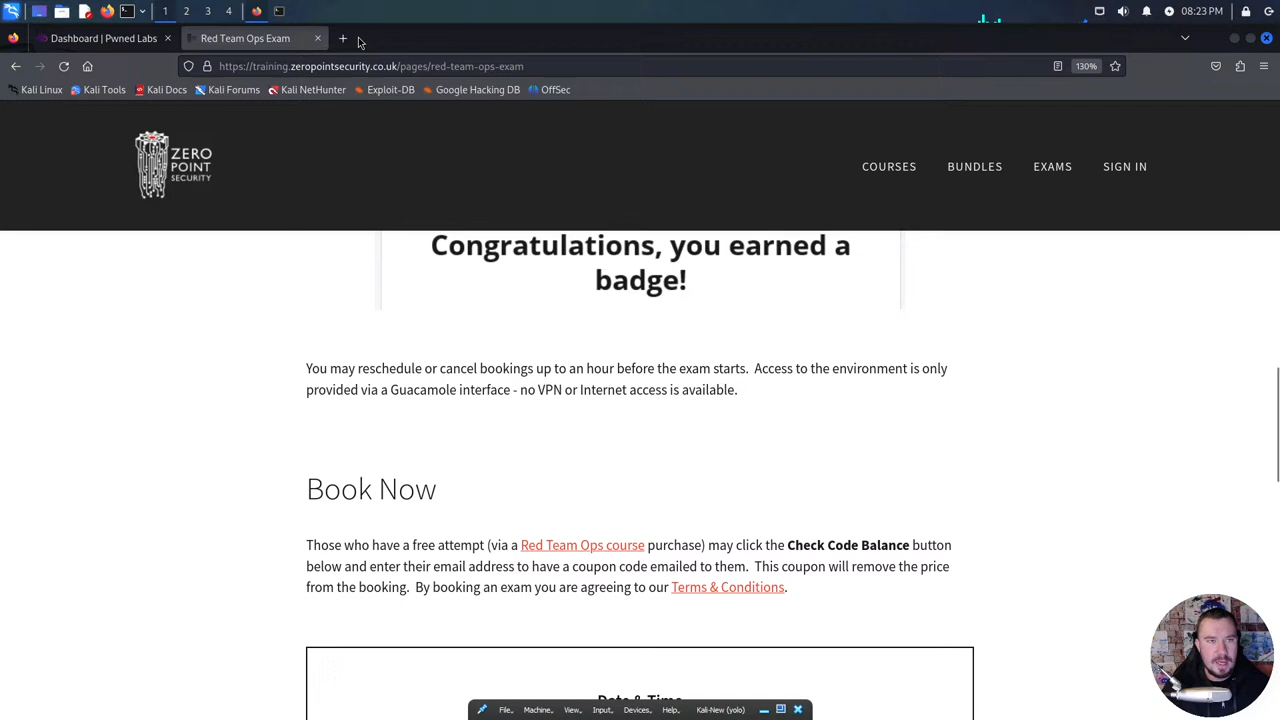 1 2 3 4 08:23 PM
Dashboard | Pwned Labs Red Team Ops Exam
https://training.zeropointsecurity.co.uk/pages/red-team-ops-exam 130%
Kali Linux Kali Tools Kali Docs Kali Forums Kali NetHunter Exploit-DB Google Hacking DB OffSec
ZERO
POINT
SECURITY
COURSES BUNDLES EXAMS SIGN IN
Congratulations, you earned a
badge!
You may reschedule or cancel bookings up to an hour before the exam starts. Access to the environment is only
provided via a Guacamole interface - no VPN or Internet access is available.
Book Now
Those who have a free attempt (via a Red Team Ops course purchase) may click the Check Code Balance button
below and enter their email address to have a coupon code emailed to them. This coupon will remove the price
from the booking. By booking an exam you are agreeing to our Terms & Conditions.
Date & Time
File.. Machine.. View.. Input.. Devices.. Help.. Kali-New (yolo)